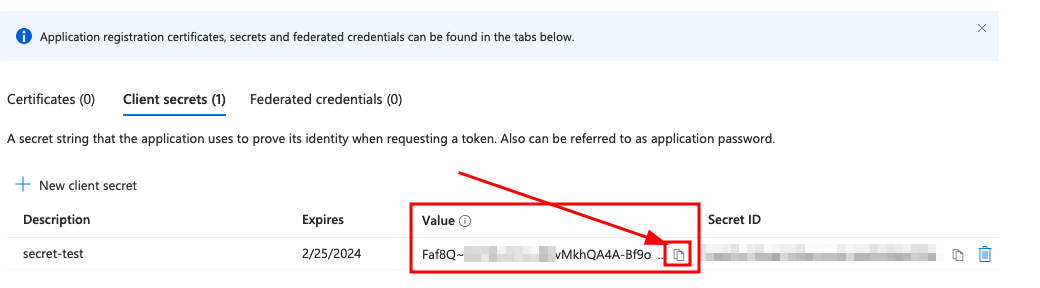 Application registration certificates, secrets and federated credentials can be found in the tabs below.
Certificates (0) Client secrets (1) Federated credentials (0)
A secret string that the application uses to prove its identity when requesting a token. Also can be referred to as application password.
New client secret
Description Expires Value Secret ID
secret-test 2/25/2024 Faf8Q~ vMkhQA4A-Bf9o ...